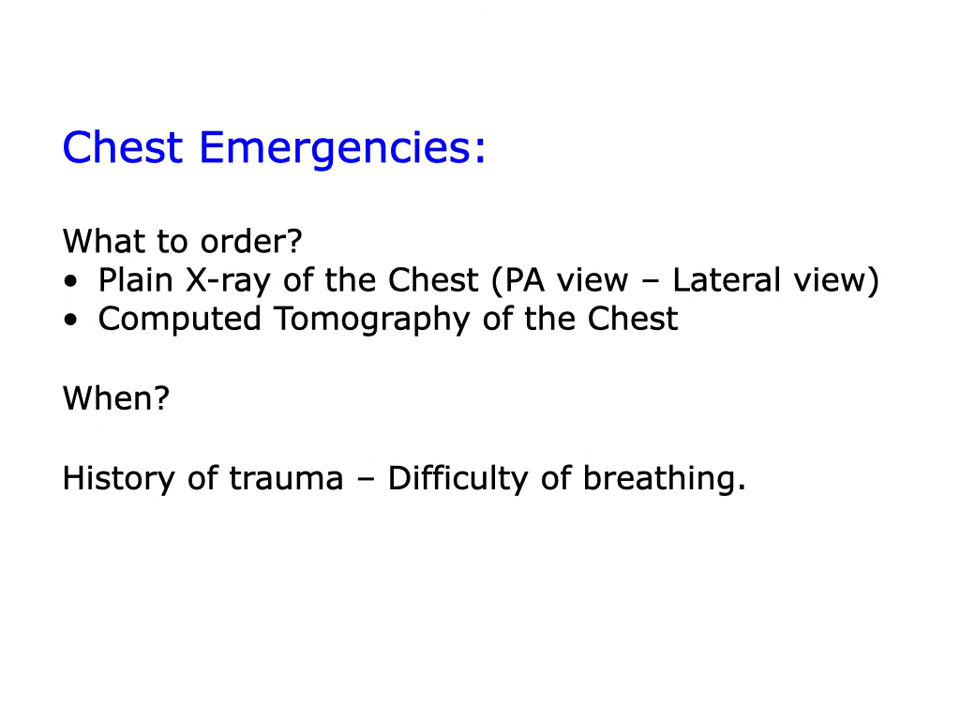 Chest Emergencies:
What to order?
• Plain X-ray of the Chest (PA view – Lateral view)
• Computed Tomography of the Chest
When?
History of trauma – Difficulty of breathing.